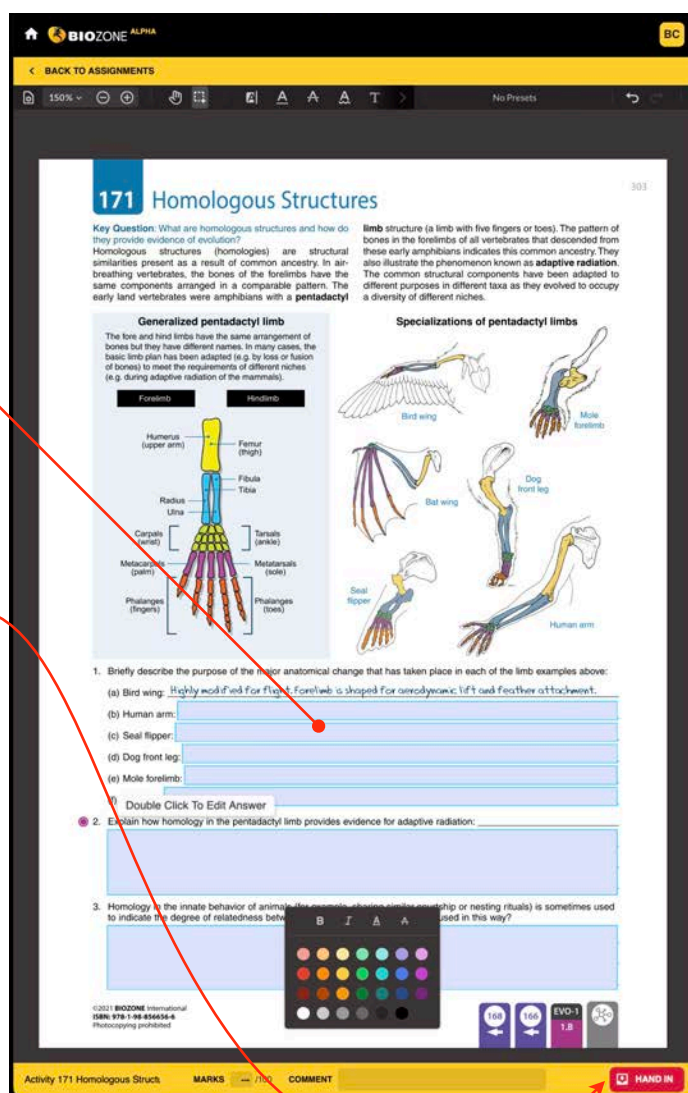 BIOZONE ALPHA
BC
< BACK TO ASSIGNMENTS
150%
A A A T >
No Presets
303
171 Homologous Structures
Key Question: What are homologous structures and how do
they provide evidence of evolution?
Homologous structures (homologies) are structural
similarities present as a result of common ancestry. In air-
breathing vertebrates, the bones of the forelimbs have the
same components arranged in a comparable pattern. The
early land vertebrates were amphibians with a pentadactyl
limb structure (a limb with five fingers or toes). The pattern of
bones in the forelimbs of all vertebrates that descended from
these early amphibians indicates this common ancestry. They
also illustrate the phenomenon known as adaptive radiation.
The common structural components have been adapted to
different purposes in different taxa as they evolved to occupy
a diversity of different niches.
Generalized pentadactyl limb
The fore and hind limbs have the same arrangement of
bones but they have different names. In many cases, the
basic limb plan has been adapted (e.g. by loss or fusion
of bones) to meet the requirements of different niches
(e.g. during adaptive radiation of the mammals).
Forelimb
Hindlimb
Humerus
(upper arm)
Femur
(thigh)
Fibula
Tibia
Radius
Ulna
Carpals
(wrist)
Tarsals
(ankle)
Metacarpals
(palm)
Metatarsals
(sole)
Phalanges
(fingers)
Phalanges
(toes)
Specializations of pentadactyl limbs
Bird wing
Mole
forelimb
Bat wing
Dog
front leg
Seal
flipper
Human arm
1. Briefly describe the purpose of the major anatomical change that has taken place in each of the limb examples above:
(a) Bird wing: Highly modified for flight. Forelimb is shaped for aerodynamic lift and feather attachment.
(b) Human arm:
(c) Seal flipper:
(d) Dog front leg:
(e) Mole forelimb:
(f)
Double Click To Edit Answer
2. Explain how homology in the pentadactyl limb provides evidence for adaptive radiation:
3. Homology in the innate behavior of animals (for example, sharing similar courtship or nesting rituals) is sometimes used
to indicate the degree of relatedness betw used in this way?
B I A A
©2021 BIOZONE International
ISBN: 978-1-98-856656-6
Photocopying prohibited
168
166
EVO-1
1.B
Activity 171 Homologous Struct
MARKS -- /100
COMMENT
HAND IN